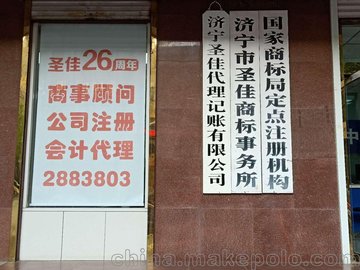 圣佳26周年
商事顾问
公司注册
会计代理
2883803
国家商标局定点注册机构
济宁市圣佳商标事务所
济宁圣佳代理记账有限公司
china.makepolo.com